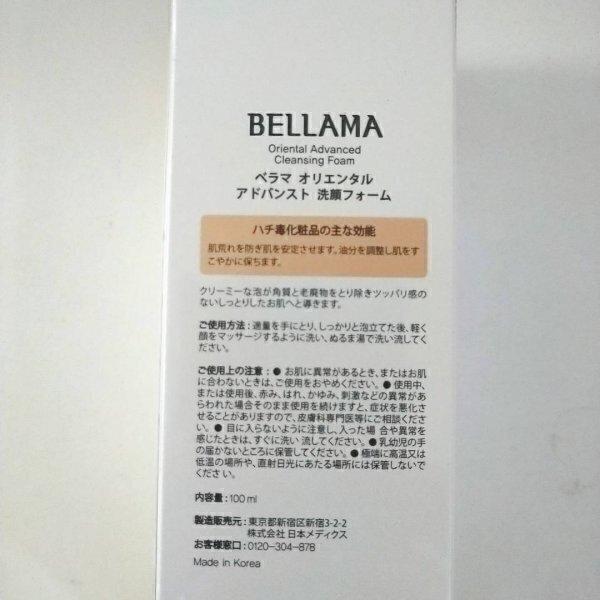 BELLAMA
Oriental Advanced
Cleansing Foam
ベラマ オリエンタル
アドバンスト 洗顔フォーム
ハチ毒化粧品の主な効能
肌荒れを防ぎ肌を安定させます。油分を調整し肌をす
こやかに保ちます。
クリーミーな泡が角質と老廃物をとり除きツッパリ感の
ないしっとりしたお肌へと導きます。
ご使用方法：適量を手にとり、しっかりと泡立てた後、軽く
顔をマッサージするように洗い、ぬるま湯で洗い流してく
ださい。
ご使用上の注意：● お肌に異常があるとき、またはお肌
に合わないときは、ご使用をおやめください。● 使用中、
または使用後、赤み、はれ、かゆみ、刺激などの異常があ
らわれた場合そのまま使用を続けますと、症状を悪化さ
せることがありますので、皮膚科専門医等にご相談くださ
い。● 目に入らないように注意し、入った場 合や異常を
感じたときは、すぐに洗い 流してください。● 乳幼児の手
の届かないところに保管してください。● 極端に高温又は
低温の場所や、直射日光にあたる場所には保管しないで
ください。
内容量：100 ml
製造販売元：東京都新宿区新宿3-2-2
株式会社 日本メディクス
お客様窓口：0120-304-878
Made in Korea